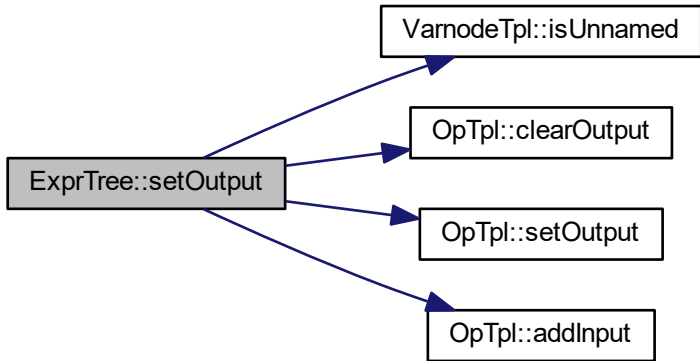 VarnodeTpl::isUnnamed
OpTpl::clearOutput
ExprTree::setOutput
OpTpl::setOutput
OpTpl::addInput